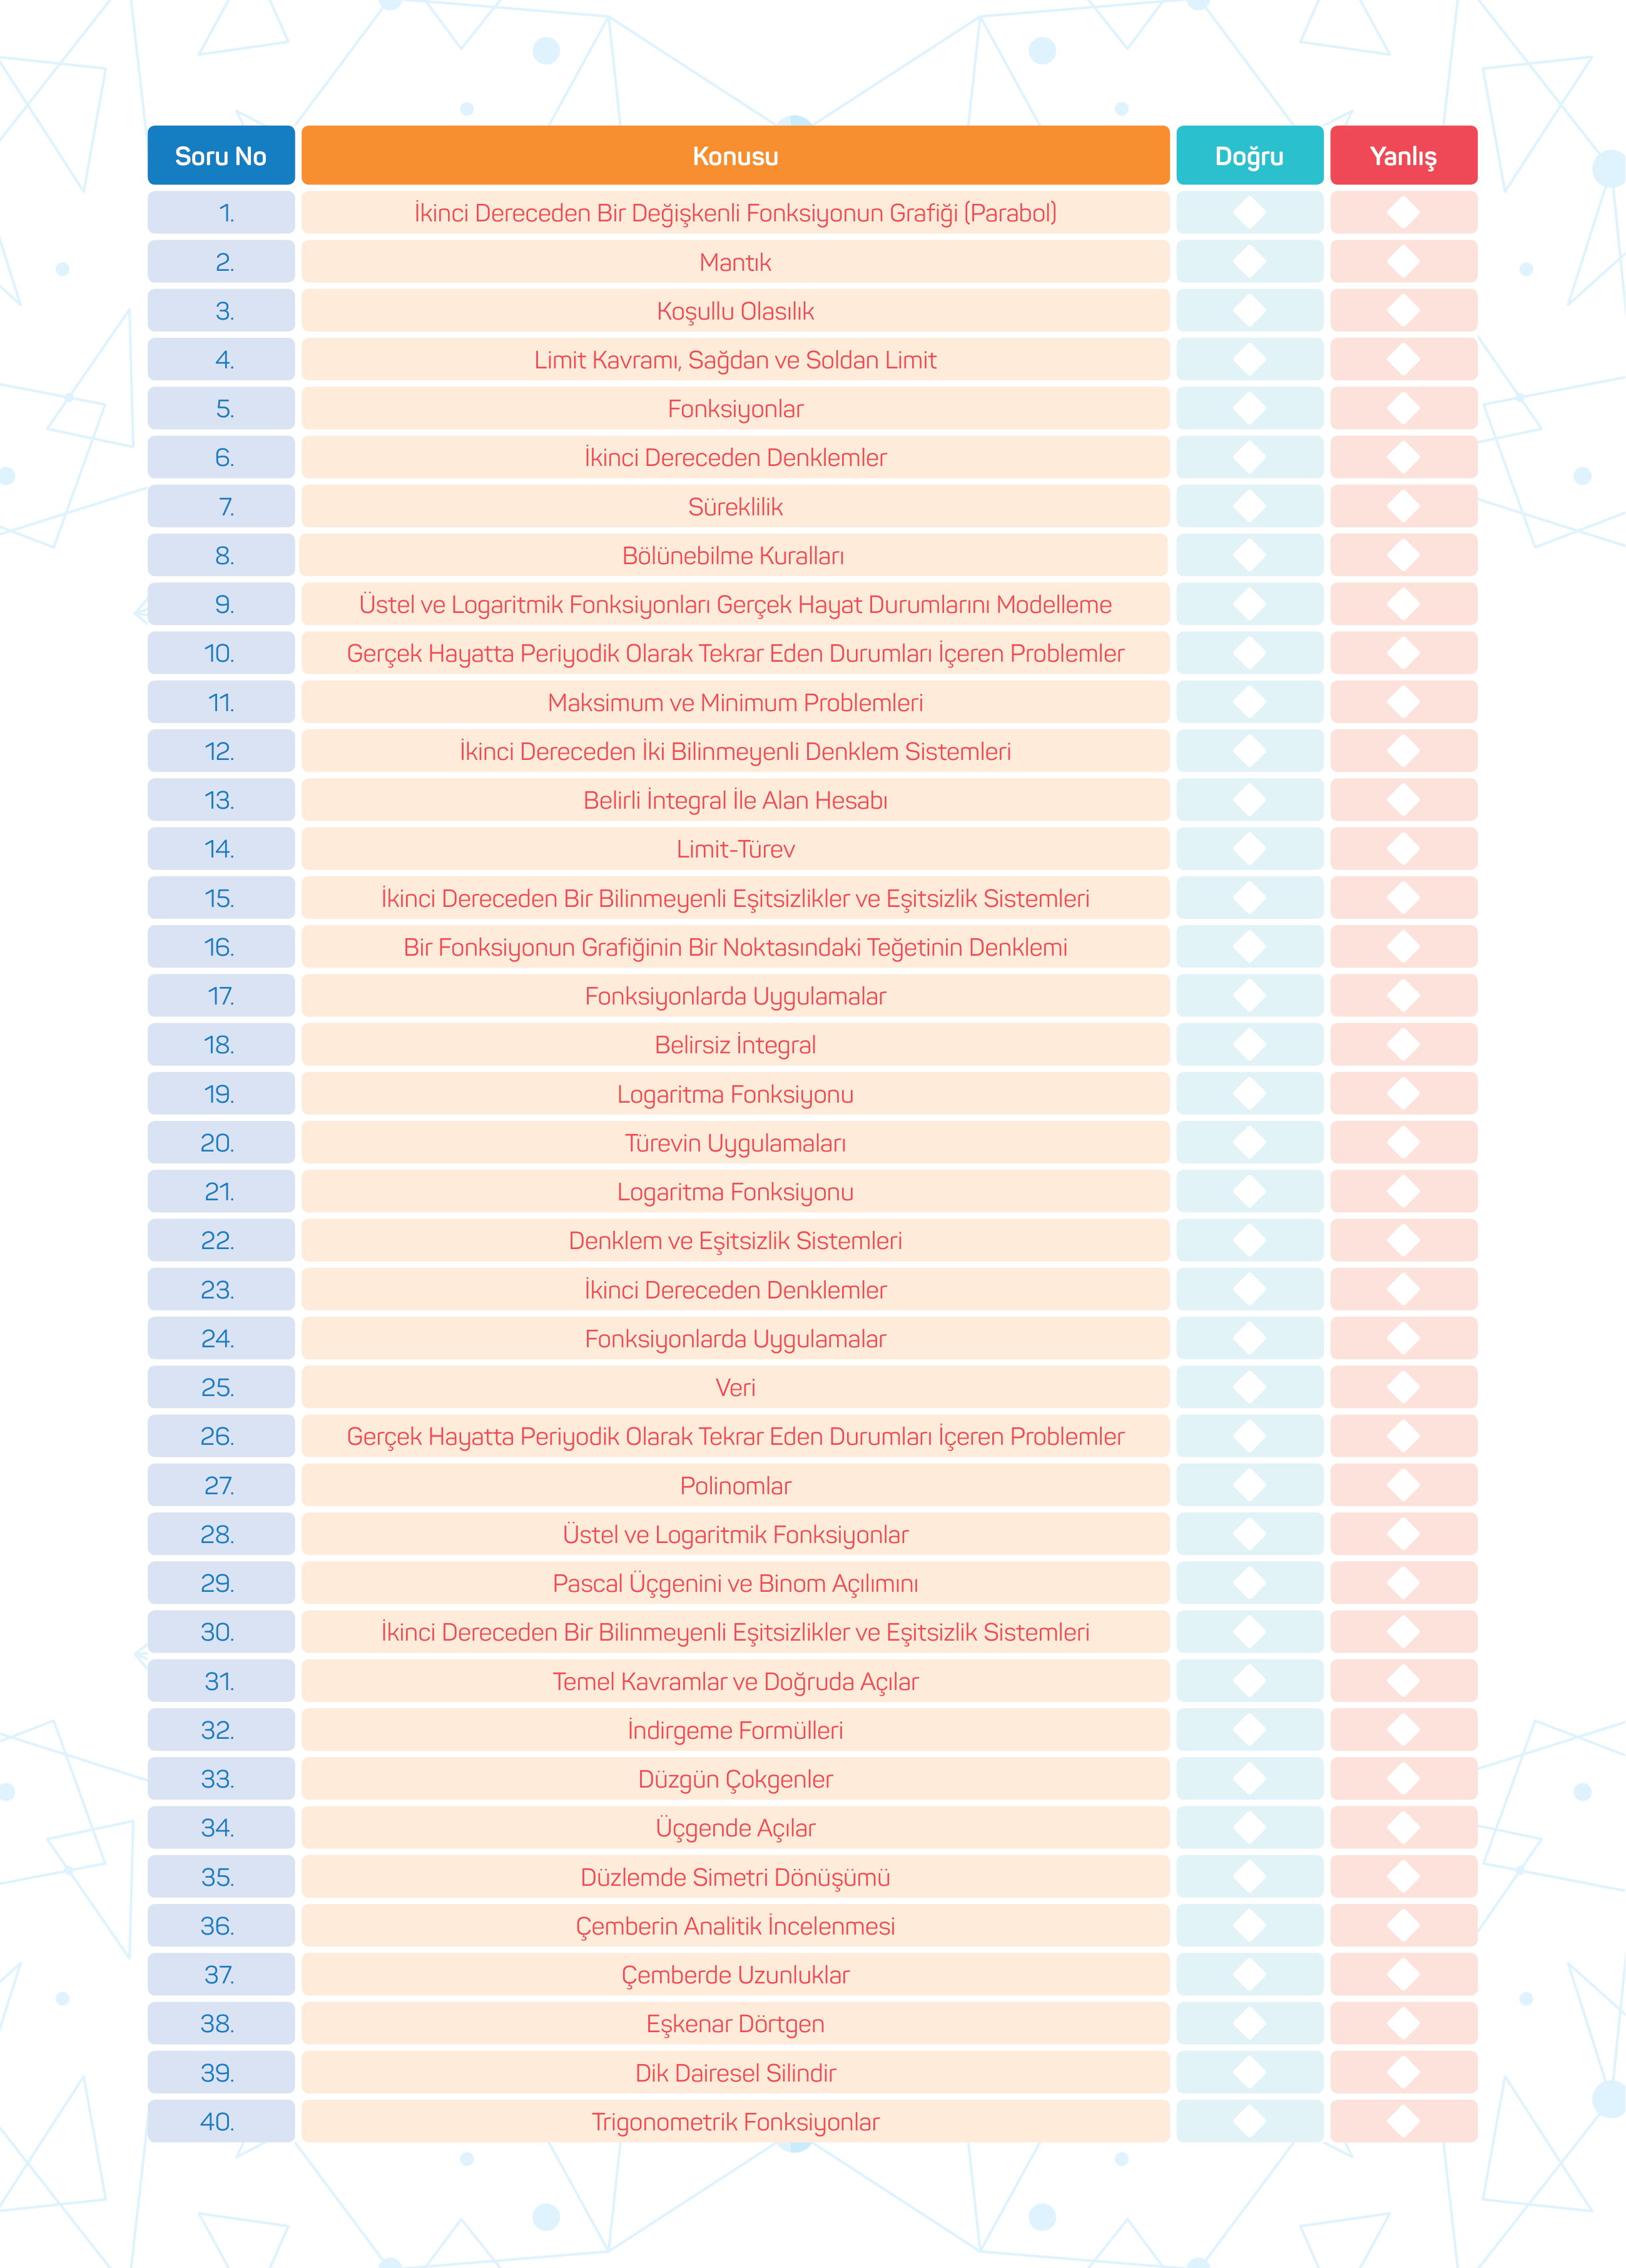 Soru No Konusu Doğru Yanlış
1. İkinci Dereceden Bir Değişkenli Fonksiyonun Grafiği (Parabol)
2. Mantık
3. Koşullu Olasılık
4. Limit Kavramı, Sağdan ve Soldan Limit
5. Fonksiyonlar
6. İkinci Dereceden Denklemler
7. Süreklilik
8. Bölünebilme Kuralları
9. Üstel ve Logaritmik Fonksiyonları Gerçek Hayat Durumlarını Modelleme
10. Gerçek Hayatta Periyodik Olarak Tekrar Eden Durumları İçeren Problemler
11. Maksimum ve Minimum Problemleri
12. İkinci Dereceden İki Bilinmeyenli Denklem Sistemleri
13. Belirli İntegral İle Alan Hesabı
14. Limit-Türev
15. İkinci Dereceden Bir Bilinmeyenli Eşitsizlikler ve Eşitsizlik Sistemleri
16. Bir Fonksiyonun Grafiğinin Bir Noktasındaki Teğetinin Denklemi
17. Fonksiyonlarda Uygulamalar
18. Belirsiz İntegral
19. Logaritma Fonksiyonu
20. Türevin Uygulamaları
21. Logaritma Fonksiyonu
22. Denklem ve Eşitsizlik Sistemleri
23. İkinci Dereceden Denklemler
24. Fonksiyonlarda Uygulamalar
25. Veri
26. Gerçek Hayatta Periyodik Olarak Tekrar Eden Durumları İçeren Problemler
27. Polinomlar
28. Üstel ve Logaritmik Fonksiyonlar
29. Pascal Üçgenini ve Binom Açılımını
30. İkinci Dereceden Bir Bilinmeyenli Eşitsizlikler ve Eşitsizlik Sistemleri
31. Temel Kavramlar ve Doğruda Açılar
32. İndirgeme Formülleri
33. Düzgün Çokgenler
34. Üçgende Açılar
35. Düzlemde Simetri Dönüşümü
36. Çemberin Analitik İncelenmesi
37. Çemberde Uzunluklar
38. Eşkenar Dörtgen
39. Dik Dairesel Silindir
40. Trigonometrik Fonksiyonlar